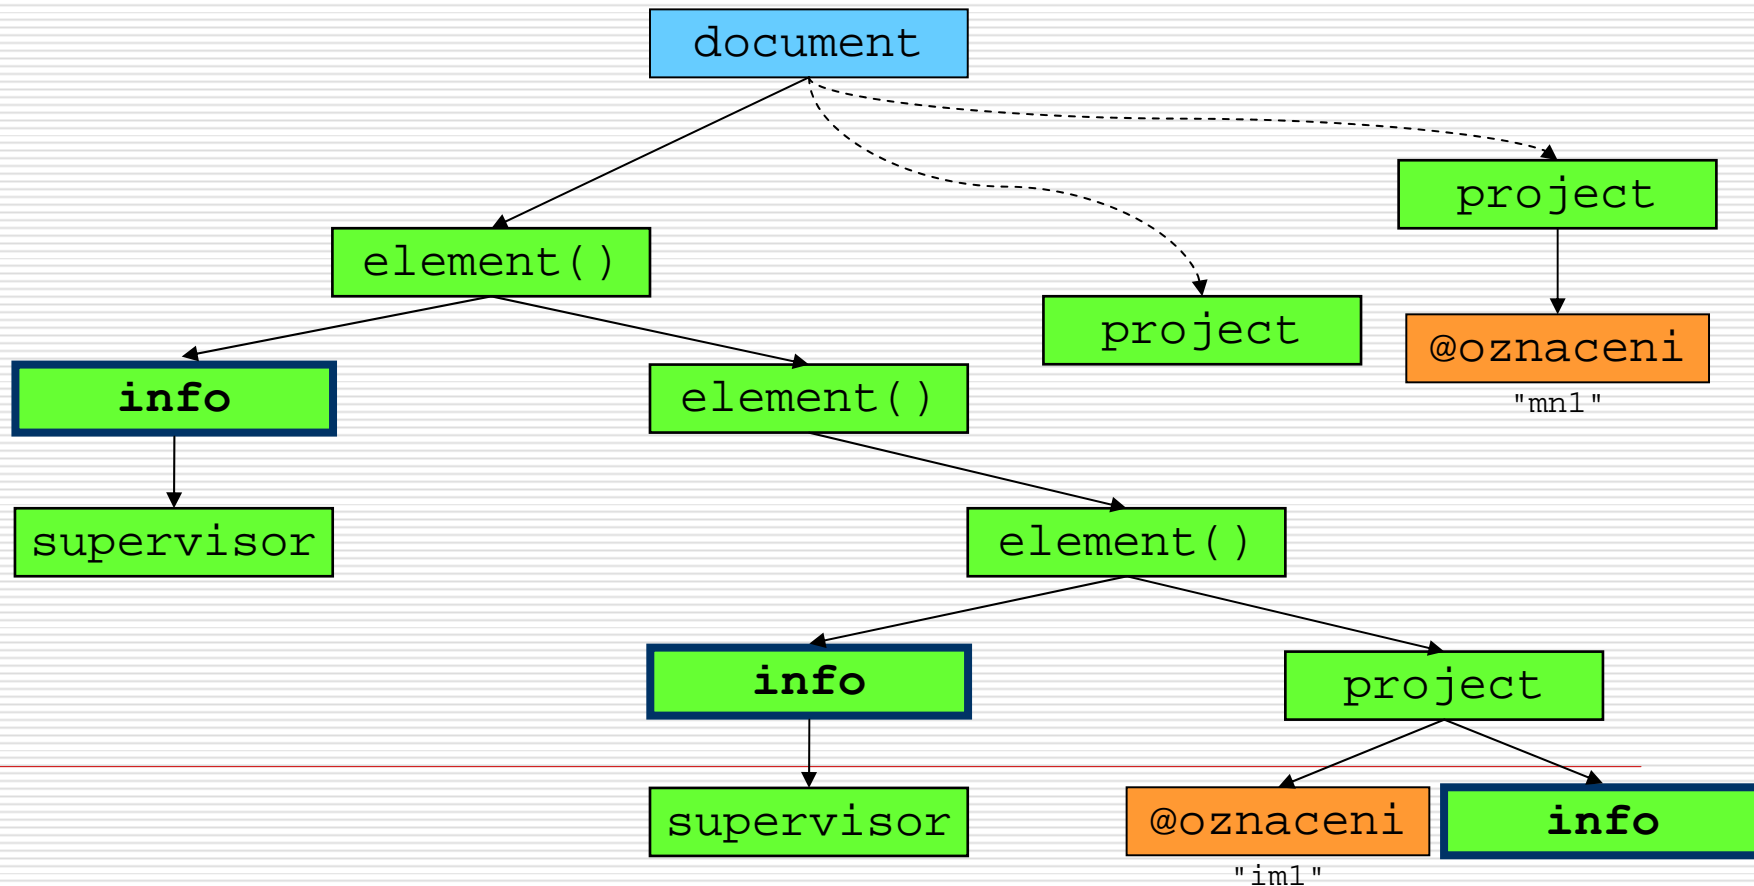 document
project
element()
project
@oznaceni
"mn1"
info
element()
supervisor
element()
info
project
supervisor
@oznaceni
info
"im1"